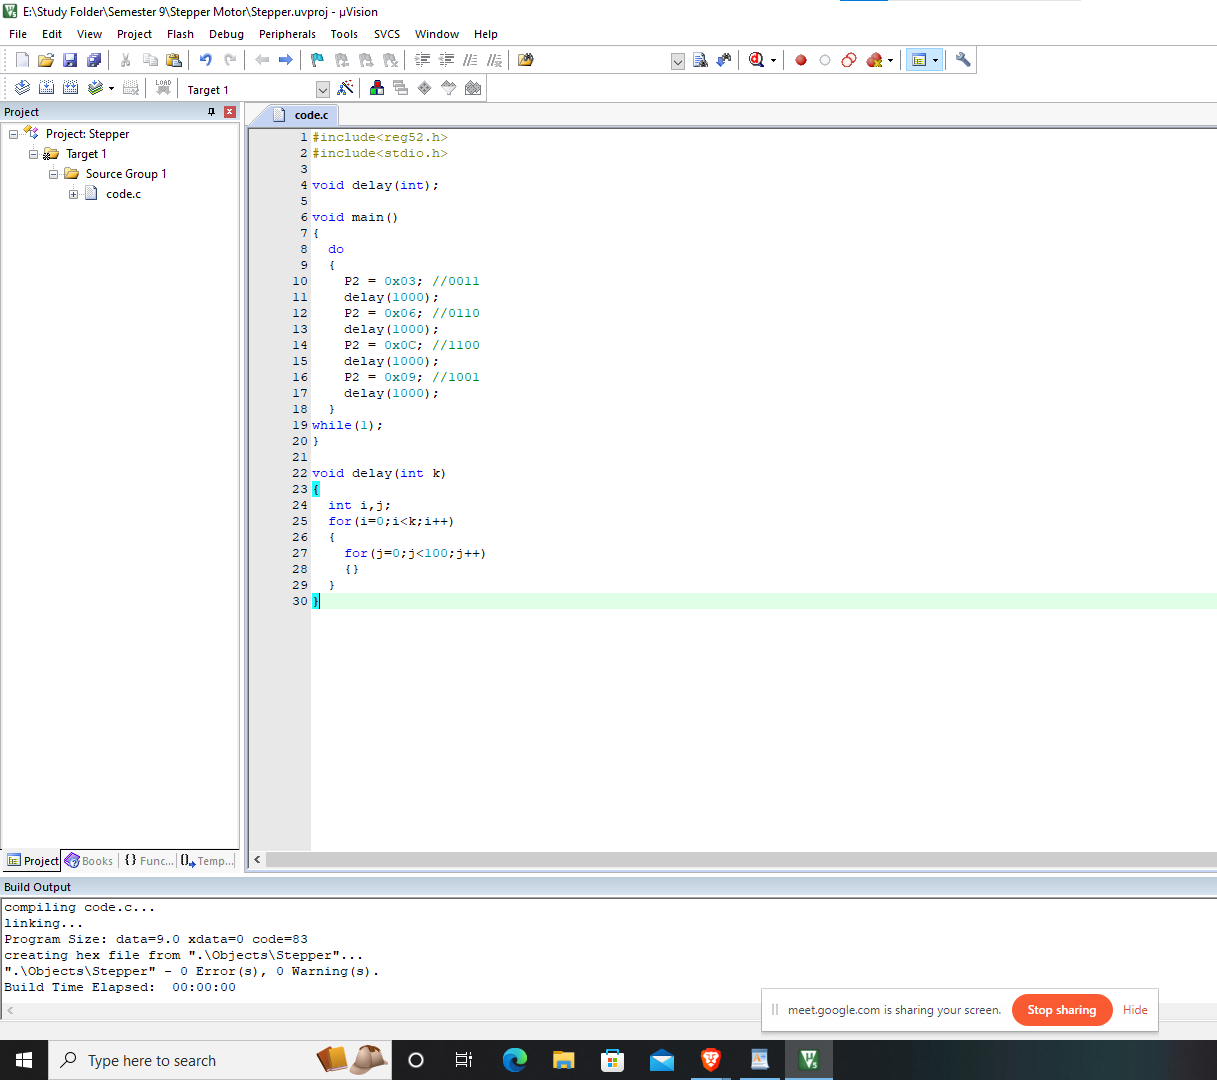 E:\Study Folder\Semester 9\Stepper Motor\Stepper.uvproj - µVision
File Edit View Project Flash Debug Peripherals Tools SVCS Window Help
LOAD Target 1
Project
code.c
Project: Stepper
Target 1
Source Group 1
code.c
1 #include<reg52.h>
2 #include<stdio.h>
3
4 void delay(int);
5
6 void main()
7 {
8 do
9 {
10 P2 = 0x03; //0011
11 delay(1000);
12 P2 = 0x06; //0110
13 delay(1000);
14 P2 = 0x0C; //1100
15 delay(1000);
16 P2 = 0x09; //1001
17 delay(1000);
18 }
19 while(1);
20 }
21
22 void delay(int k)
23 {
24 int i,j;
25 for(i=0;i<k;i++)
26 {
27 for(j=0;j<100;j++)
28 {}
29 }
30 }
Project Books {} Func... Temp...
Build Output
compiling code.c...
linking...
Program Size: data=9.0 xdata=0 code=83
creating hex file from ".\Objects\Stepper"...
".\Objects\Stepper" - 0 Error(s), 0 Warning(s).
Build Time Elapsed:  00:00:00
meet.google.com is sharing your screen. Stop sharing Hide
Type here to search